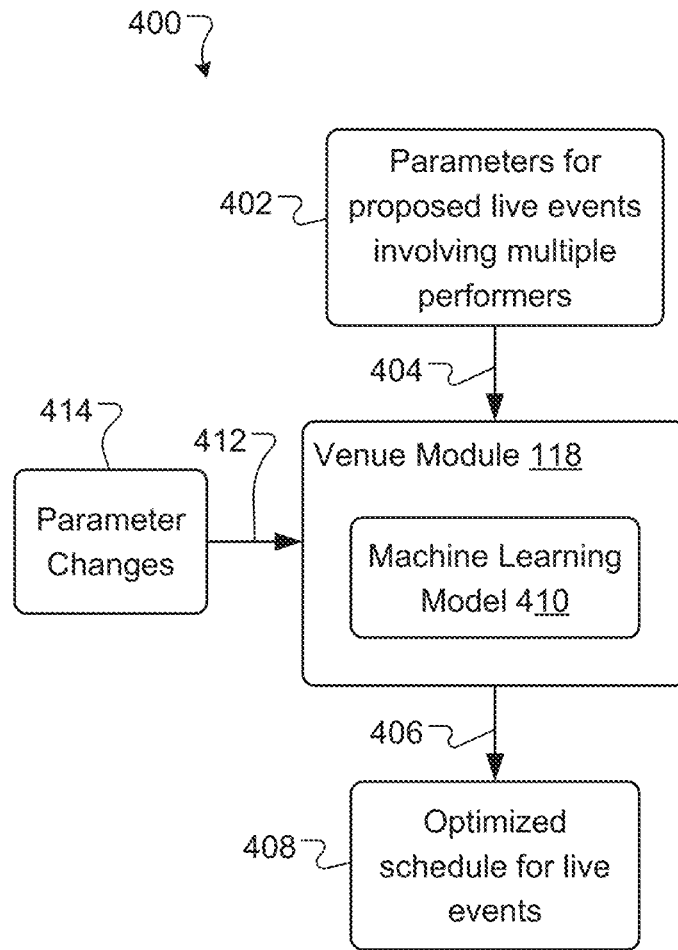 400
402
Parameters for
proposed live events
involving multiple
performers
404
414
412
Parameter
Changes
Venue Module 118
Machine Learning
Model 410
406
408
Optimized
schedule for live
events